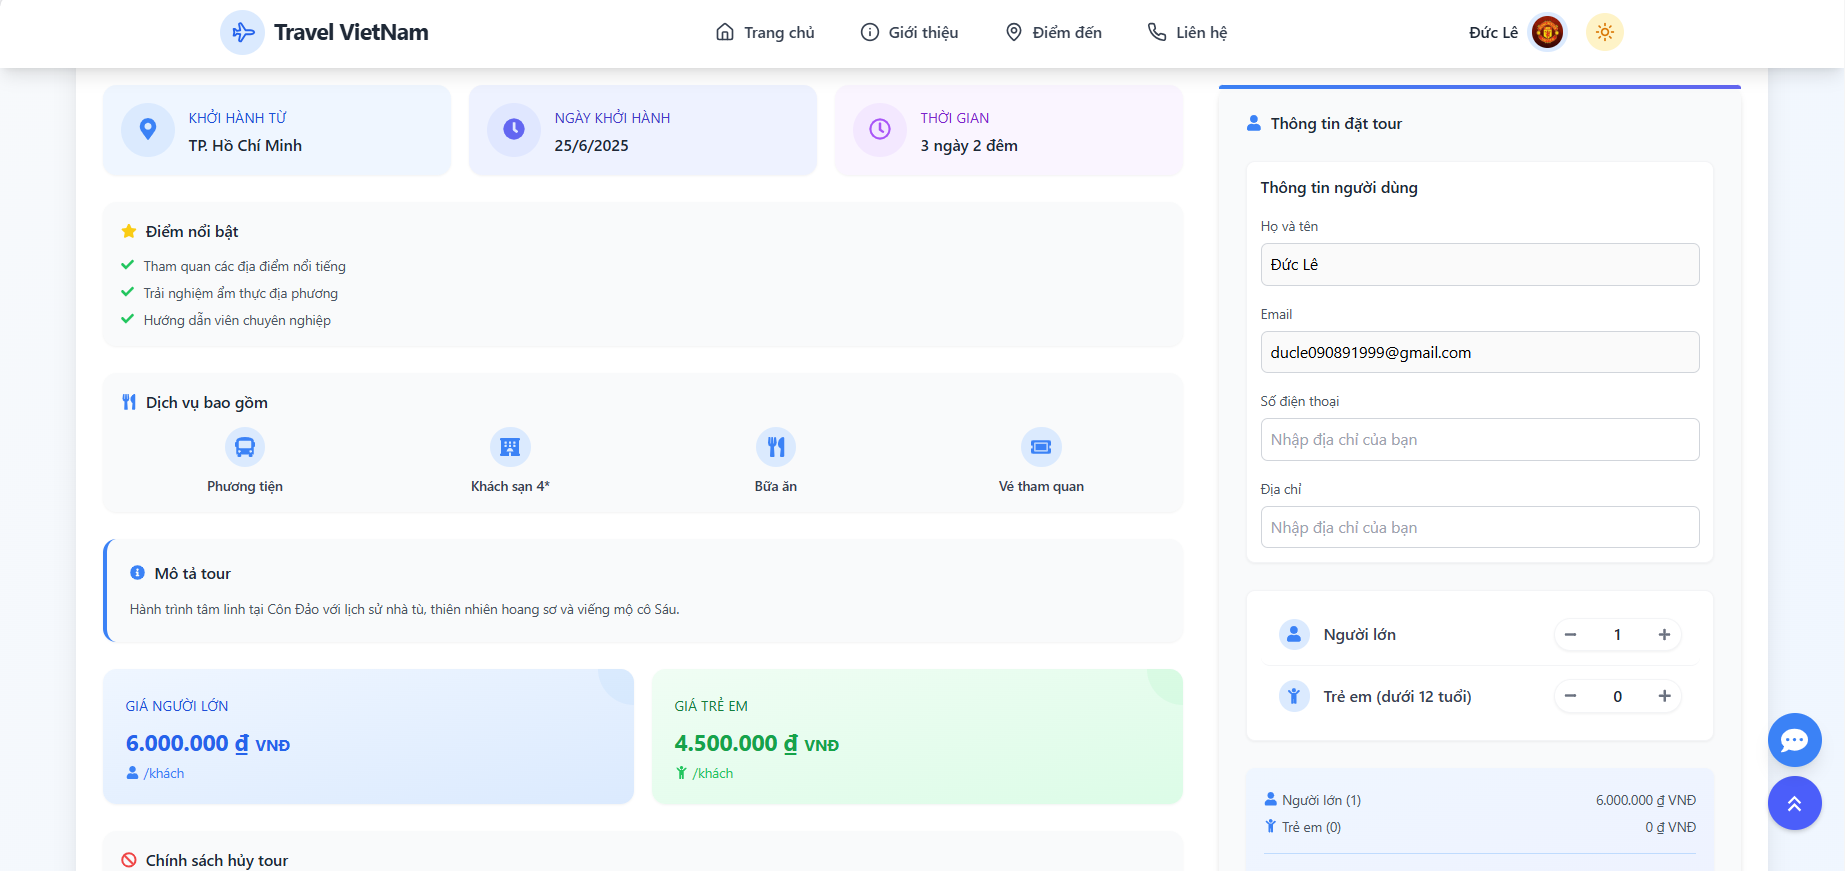 Travel VietNam
Trang chủ
Giới thiệu
Điểm đến
Liên hệ
Đức Lê
KHỞI HÀNH TỪ
TP. Hồ Chí Minh
NGÀY KHỞI HÀNH
25/6/2025
THỜI GIAN
3 ngày 2 đêm
Điểm nổi bật
Tham quan các địa điểm nổi tiếng
Trải nghiệm ẩm thực địa phương
Hướng dẫn viên chuyên nghiệp
Dịch vụ bao gồm
Phương tiện
Khách sạn 4*
Bữa ăn
Vé tham quan
Mô tả tour
Hành trình tâm linh tại Côn Đảo với lịch sử nhà tù, thiên nhiên hoang sơ và viếng mộ cô Sáu.
GIÁ NGƯỜI LỚN
6.000.000 ₫ VNĐ
/khách
GIÁ TRẺ EM
4.500.000 ₫ VNĐ
/khách
Chính sách hủy tour
Thông tin đặt tour
Thông tin người dùng
Họ và tên
Đức Lê
Email
ducle090891999@gmail.com
Số điện thoại
Nhập địa chỉ của bạn
Địa chỉ
Nhập địa chỉ của bạn
Người lớn
1
Trẻ em (dưới 12 tuổi)
0
Người lớn (1) 6.000.000 ₫ VNĐ
Trẻ em (0) 0 ₫ VNĐ